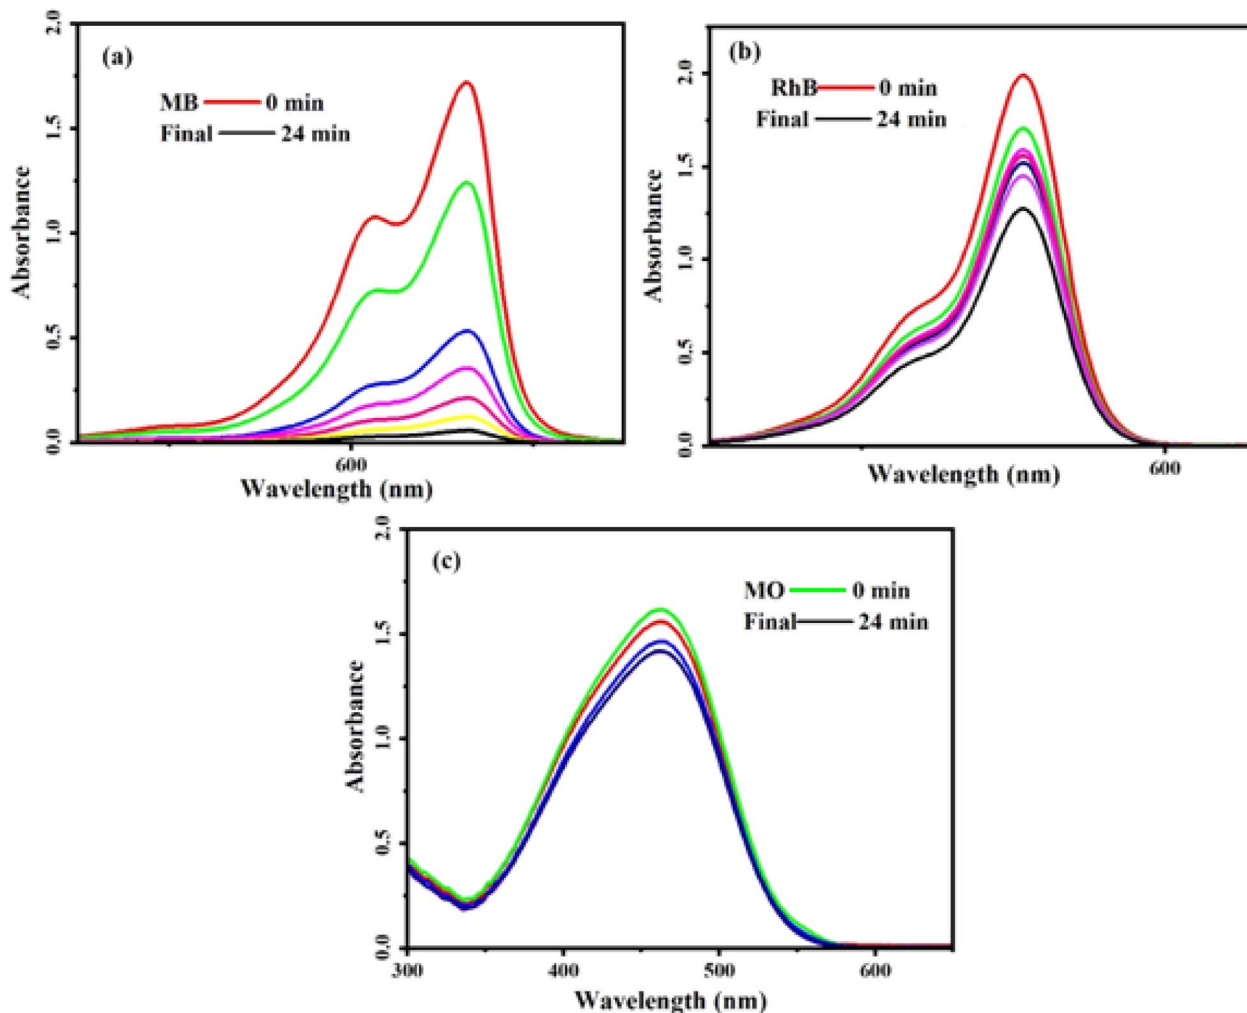 (a)
MB 0 min
Final 24 min
2.0
1.5
1.0
0.5
0.0
Absorbance
600
Wavelength (nm)
(b)
RhB 0 min
Final 24 min
2.0
1.5
1.0
0.5
0.0
Absorbance
600
Wavelength (nm)
(c)
MO 0 min
Final 24 min
2.0
1.5
1.0
0.5
0.0
Absorbance
300 400 500 600
Wavelength (nm)